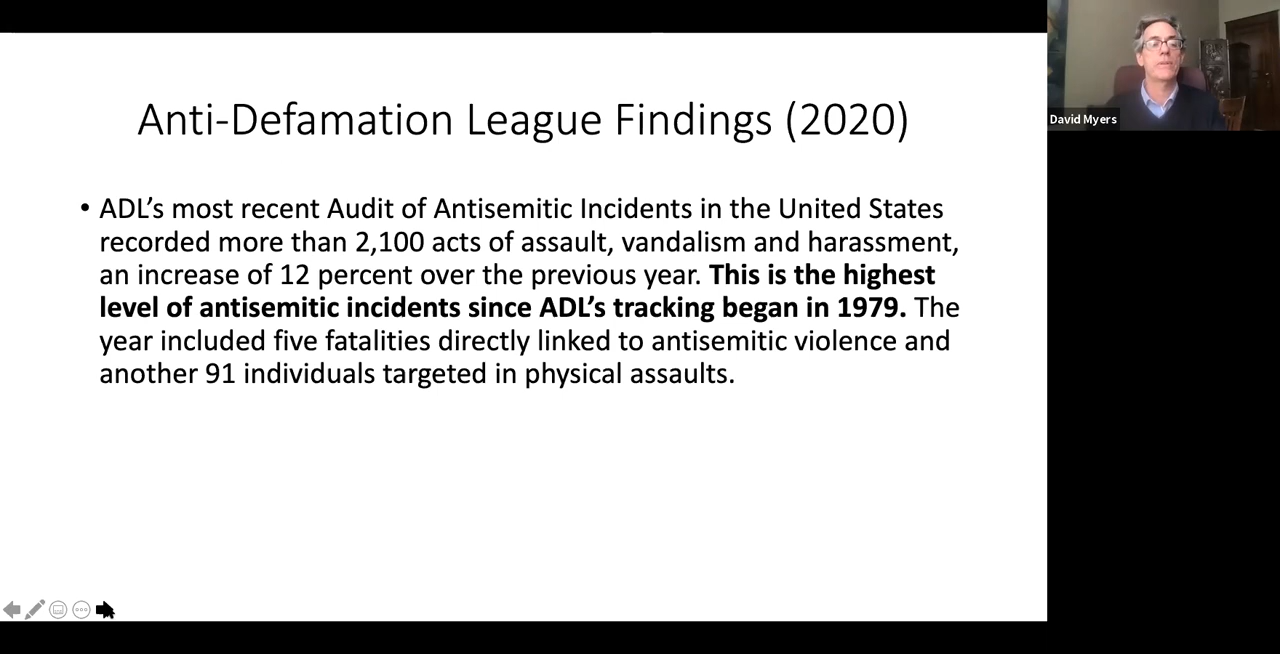 Anti-Defamation League Findings (2020)
• ADL’s most recent Audit of Antisemitic Incidents in the United States
recorded more than 2,100 acts of assault, vandalism and harassment,
an increase of 12 percent over the previous year. This is the highest
level of antisemitic incidents since ADL’s tracking began in 1979. The
year included five fatalities directly linked to antisemitic violence and
another 91 individuals targeted in physical assaults.
David Myers